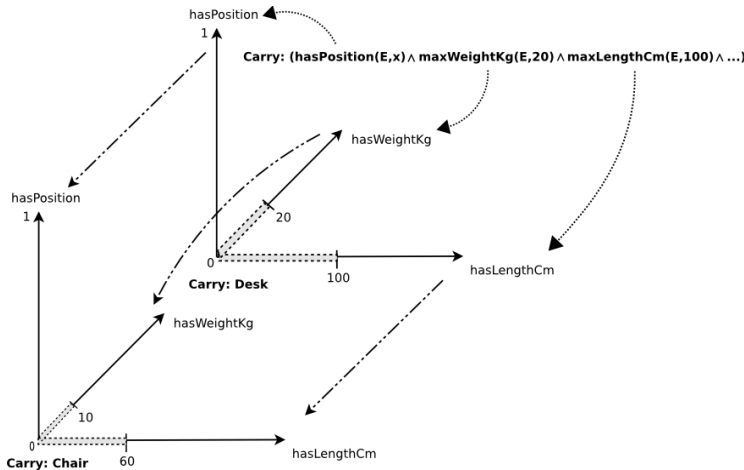 hasPosition
1
Carry: (hasPosition(E,x)∧ maxWeightKg(E,20)∧maxLengthCm(E,100)∧ ...)
hasWeightKg
20
0
100
hasLengthCm
Carry: Desk
hasPosition
1
hasWeightKg
10
0
60
hasLengthCm
Carry: Chair